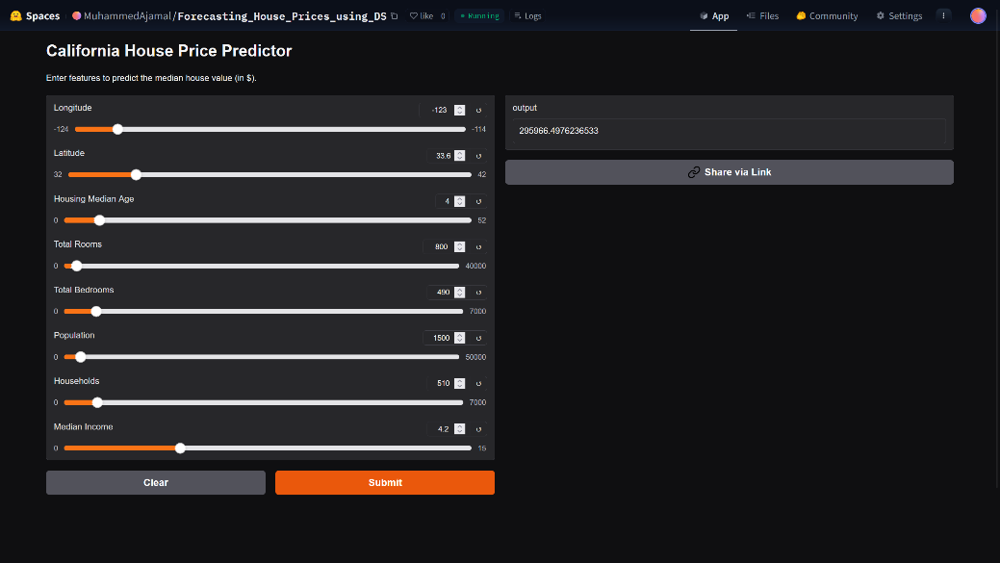 Spaces MuhammedAjamal/Forecasting_House_Prices_using_DS like 0 Running Logs App Files Community Settings
California House Price Predictor
Enter features to predict the median house value (in $).
Longitude -123
-124 -114
Latitude 33.6
32 42
Housing Median Age 4
0 52
Total Rooms 800
0 40000
Total Bedrooms 490
0 7000
Population 1500
0 50000
Households 510
0 7000
Median Income 4.2
0 15
Clear Submit
output
295966.4976236533
Share via Link